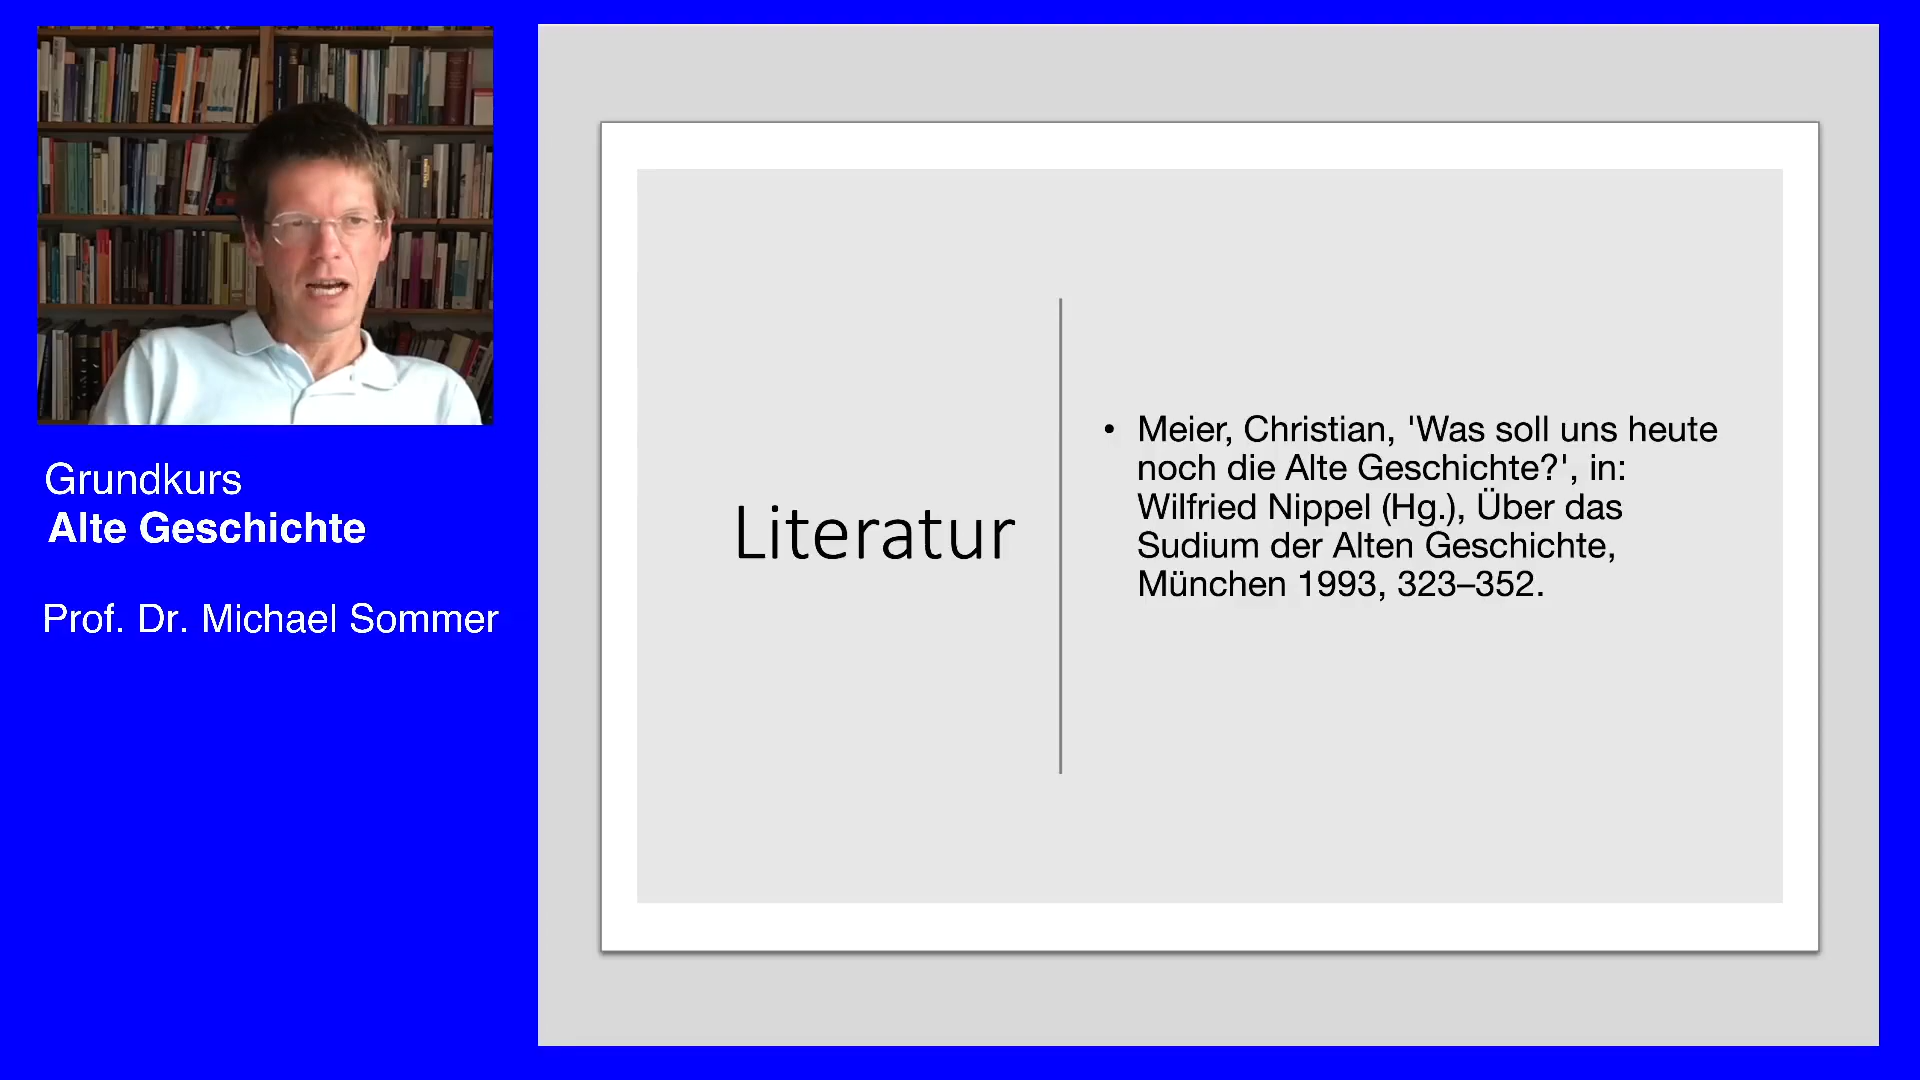 Grundkurs
Alte Geschichte
Prof. Dr. Michael Sommer
Literatur
• Meier, Christian, 'Was soll uns heute
noch die Alte Geschichte?', in:
Wilfried Nippel (Hg.), Über das
Sudium der Alten Geschichte,
München 1993, 323–352.